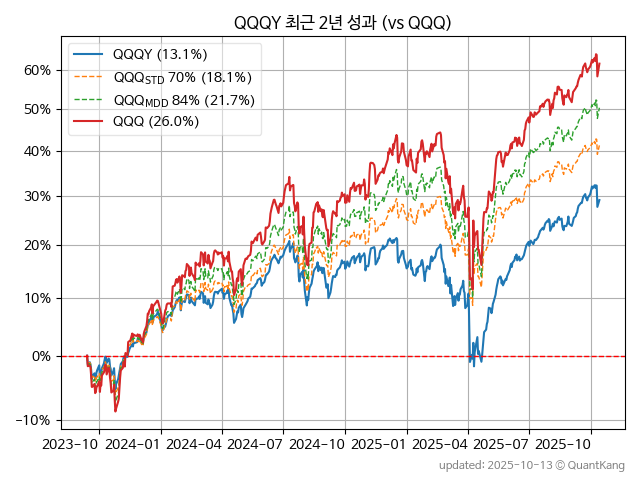 QQQY 최근 2년 성과 (vs QQQ)
QQQY (13.1%)
QQQSTD 70% (18.1%)
QQQMDD 84% (21.7%)
QQQ (26.0%)
60%
50%
40%
30%
20%
10%
0%
−10%
2023−10 2024−01 2024−04 2024−07 2024−10 2025−01 2025−04 2025−07 2025−10
updated: 2025−10−13 © QuantKang